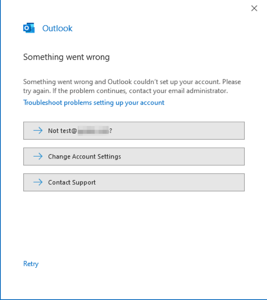 Outlook
Something went wrong
Something went wrong and Outlook couldn't set up your account. Please
try again. If the problem continues, contact your email administrator.
Troubleshoot problems setting up your account
Not test@ ?
Change Account Settings
Contact Support
Retry